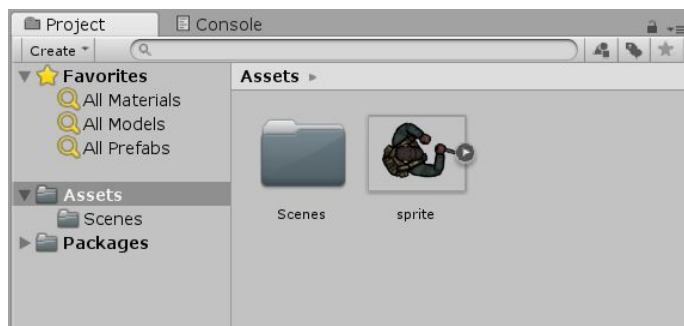 Project
Console
Create
Favorites
All Materials
All Models
All Prefabs
Assets
Scenes
Packages
Assets
Scenes
sprite